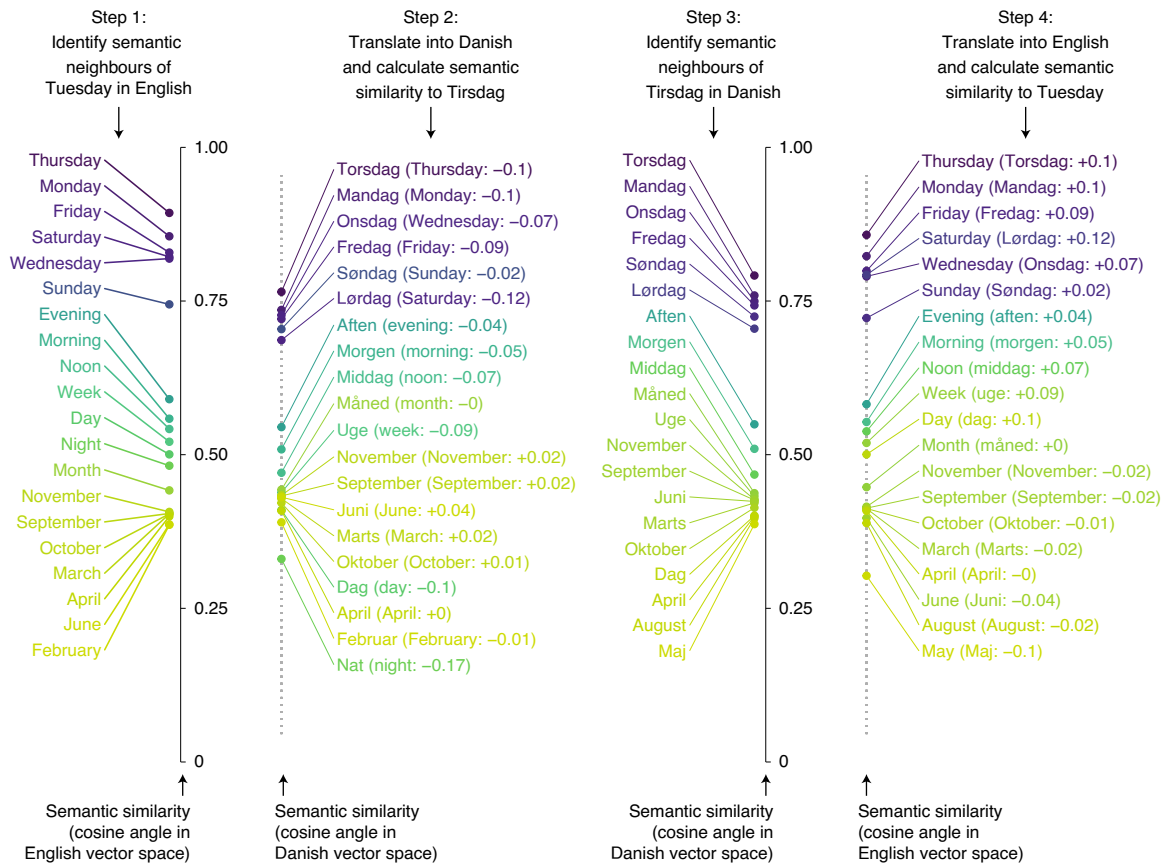 Step 1:
Identify semantic
neighbours of
Tuesday in English
Step 2:
Translate into Danish
and calculate semantic
similarity to Tirsdag
Step 3:
Identify semantic
neighbours of
Tirsdag in Danish
Step 4:
Translate into English
and calculate semantic
similarity to Tuesday
Thursday
Monday
Friday
Saturday
Wednesday
Sunday
Evening
Morning
Noon
Week
Day
Night
Month
November
September
October
March
April
June
February
1.00
0.75
0.50
0.25
0
Torsdag (Thursday: −0.1)
Mandag (Monday: −0.1)
Onsdag (Wednesday: −0.07)
Fredag (Friday: −0.09)
Søndag (Sunday: −0.02)
Lørdag (Saturday: −0.12)
Aften (evening: −0.04)
Morgen (morning: −0.05)
Middag (noon: −0.07)
Måned (month: −0)
Uge (week: −0.09)
November (November: +0.02)
September (September: +0.02)
Juni (June: +0.04)
Marts (March: +0.02)
Oktober (October: +0.01)
Dag (day: −0.1)
April (April: +0)
Februar (February: −0.01)
Nat (night: −0.17)
Torsdag
Mandag
Onsdag
Fredag
Søndag
Lørdag
Aften
Morgen
Middag
Måned
Uge
November
September
Juni
Marts
Oktober
Dag
April
August
Maj
1.00
0.75
0.50
0.25
0
Thursday (Torsdag: +0.1)
Monday (Mandag: +0.1)
Friday (Fredag: +0.09)
Saturday (Lørdag: +0.12)
Wednesday (Onsdag: +0.07)
Sunday (Søndag: +0.02)
Evening (aften: +0.04)
Morning (morgen: +0.05)
Noon (middag: +0.07)
Week (uge: +0.09)
Day (dag: +0.1)
Month (måned: +0)
November (November: −0.02)
September (September: −0.02)
October (Oktober: −0.01)
March (Marts: −0.02)
April (April: −0)
June (Juni: −0.04)
August (August: −0.02)
May (Maj: −0.1)
Semantic similarity
(cosine angle in
English vector space)
Semantic similarity
(cosine angle in
Danish vector space)
Semantic similarity
(cosine angle in
Danish vector space)
Semantic similarity
(cosine angle in
English vector space)